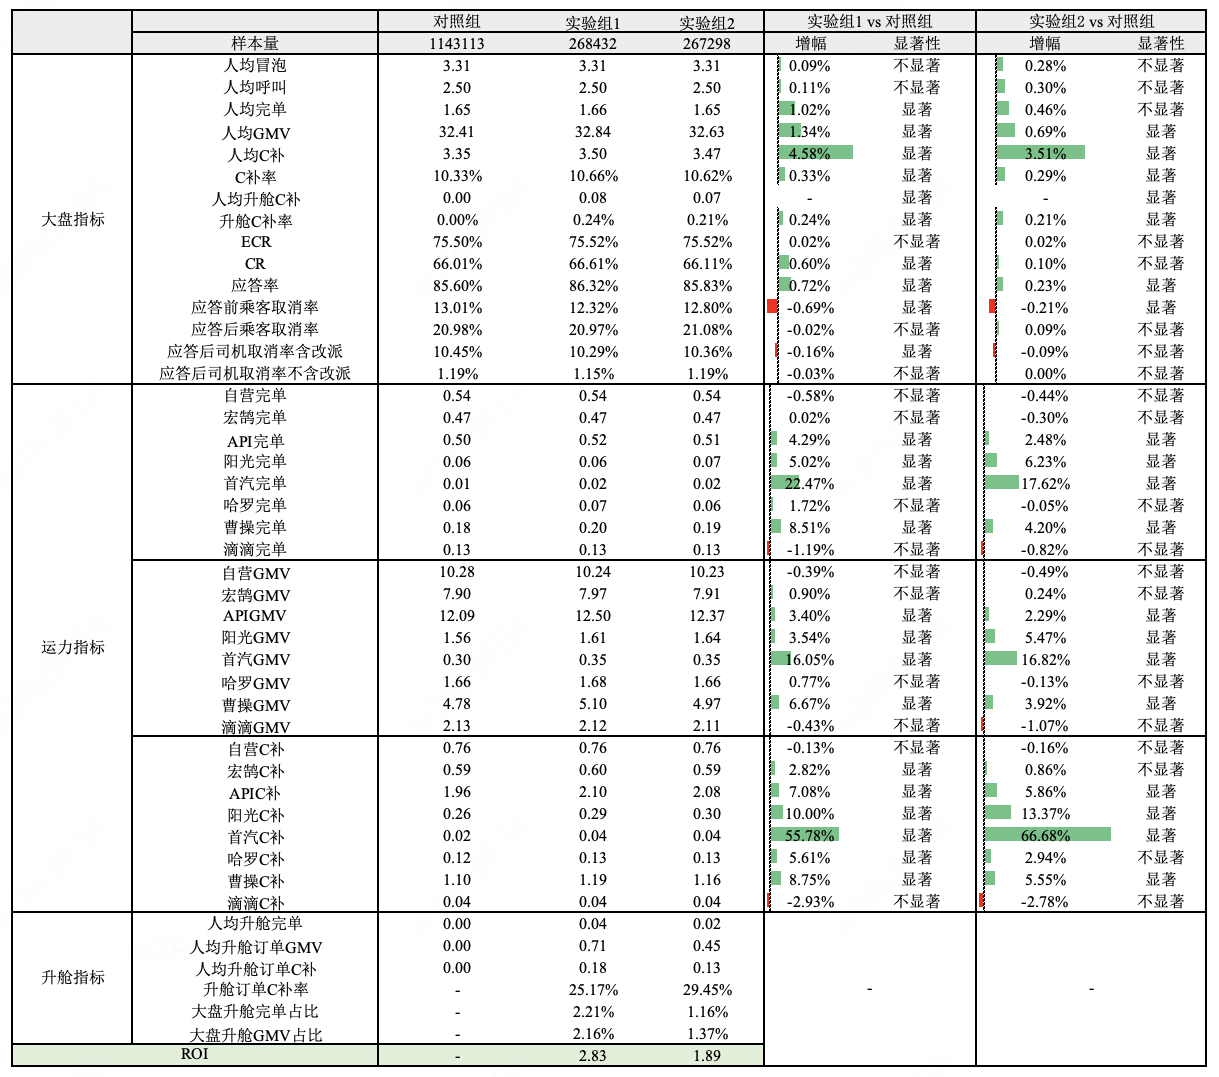 对照组 实验组1 实验组2 实验组1 vs 对照组 实验组2 vs 对照组
样本量 1143113 268432 267298 增幅 显著性 增幅 显著性
人均冒泡 3.31 3.31 3.31 0.09% 不显著 0.28% 不显著
人均呼叫 2.50 2.50 2.50 0.11% 不显著 0.30% 不显著
人均完单 1.65 1.66 1.65 1.02% 显著 0.46% 不显著
人均GMV 32.41 32.84 32.63 1.34% 显著 0.69% 显著
人均C补 3.35 3.50 3.47 4.58% 显著 3.51% 显著
C补率 10.33% 10.66% 10.62% 0.33% 显著 0.29% 显著
人均升舱C补 0.00 0.08 0.07 - 显著 - 显著
大盘指标 升舱C补率 0.00% 0.24% 0.21% 0.24% 显著 0.21% 显著
ECR 75.50% 75.52% 75.52% 0.02% 不显著 0.02% 不显著
CR 66.01% 66.61% 66.11% 0.60% 显著 0.10% 不显著
应答率 85.60% 86.32% 85.83% 0.72% 显著 0.23% 显著
应答前乘客取消率 13.01% 12.32% 12.80% -0.69% 显著 -0.21% 显著
应答后乘客取消率 20.98% 20.97% 21.08% -0.02% 不显著 0.09% 不显著
应答后司机取消率含改派 10.45% 10.29% 10.36% -0.16% 显著 -0.09% 不显著
应答后司机取消率不含改派 1.19% 1.15% 1.19% -0.03% 不显著 0.00% 不显著
自营完单 0.54 0.54 0.54 -0.58% 不显著 -0.44% 不显著
宏鹄完单 0.47 0.47 0.47 0.02% 不显著 -0.30% 不显著
API完单 0.50 0.52 0.51 4.29% 显著 2.48% 显著
阳光完单 0.06 0.06 0.07 5.02% 显著 6.23% 显著
首汽完单 0.01 0.02 0.02 22.47% 显著 17.62% 显著
哈罗完单 0.06 0.07 0.06 1.72% 不显著 -0.05% 不显著
曹操完单 0.18 0.20 0.19 8.51% 显著 4.20% 显著
滴滴完单 0.13 0.13 0.13 -1.19% 不显著 -0.82% 不显著
自营GMV 10.28 10.24 10.23 -0.39% 不显著 -0.49% 不显著
宏鹄GMV 7.90 7.97 7.91 0.90% 不显著 0.24% 不显著
APIGMV 12.09 12.50 12.37 3.40% 显著 2.29% 显著
运力指标 阳光GMV 1.56 1.61 1.64 3.54% 显著 5.47% 显著
首汽GMV 0.30 0.35 0.35 16.05% 显著 16.82% 显著
哈罗GMV 1.66 1.68 1.66 0.77% 不显著 -0.13% 不显著
曹操GMV 4.78 5.10 4.97 6.67% 显著 3.92% 显著
滴滴GMV 2.13 2.12 2.11 -0.43% 不显著 -1.07% 不显著
自营C补 0.76 0.76 0.76 -0.13% 不显著 -0.16% 不显著
宏鹄C补 0.59 0.60 0.59 2.82% 显著 0.86% 不显著
APIC补 1.96 2.10 2.08 7.08% 显著 5.86% 显著
阳光C补 0.26 0.29 0.30 10.00% 显著 13.37% 显著
首汽C补 0.02 0.04 0.04 55.78% 显著 66.68% 显著
哈罗C补 0.12 0.13 0.13 5.61% 显著 2.94% 不显著
曹操C补 1.10 1.19 1.16 8.75% 显著 5.55% 显著
滴滴C补 0.04 0.04 0.04 -2.93% 不显著 -2.78% 不显著
人均升舱完单 0.00 0.04 0.02
人均升舱订单GMV 0.00 0.71 0.45
人均升舱订单C补 0.00 0.18 0.13
升舱指标 升舱订单C补率 - 25.17% 29.45% - -
大盘升舱完单占比 - 2.21% 1.16%
大盘升舱GMV占比 - 2.16% 1.37%
ROI - 2.83 1.89